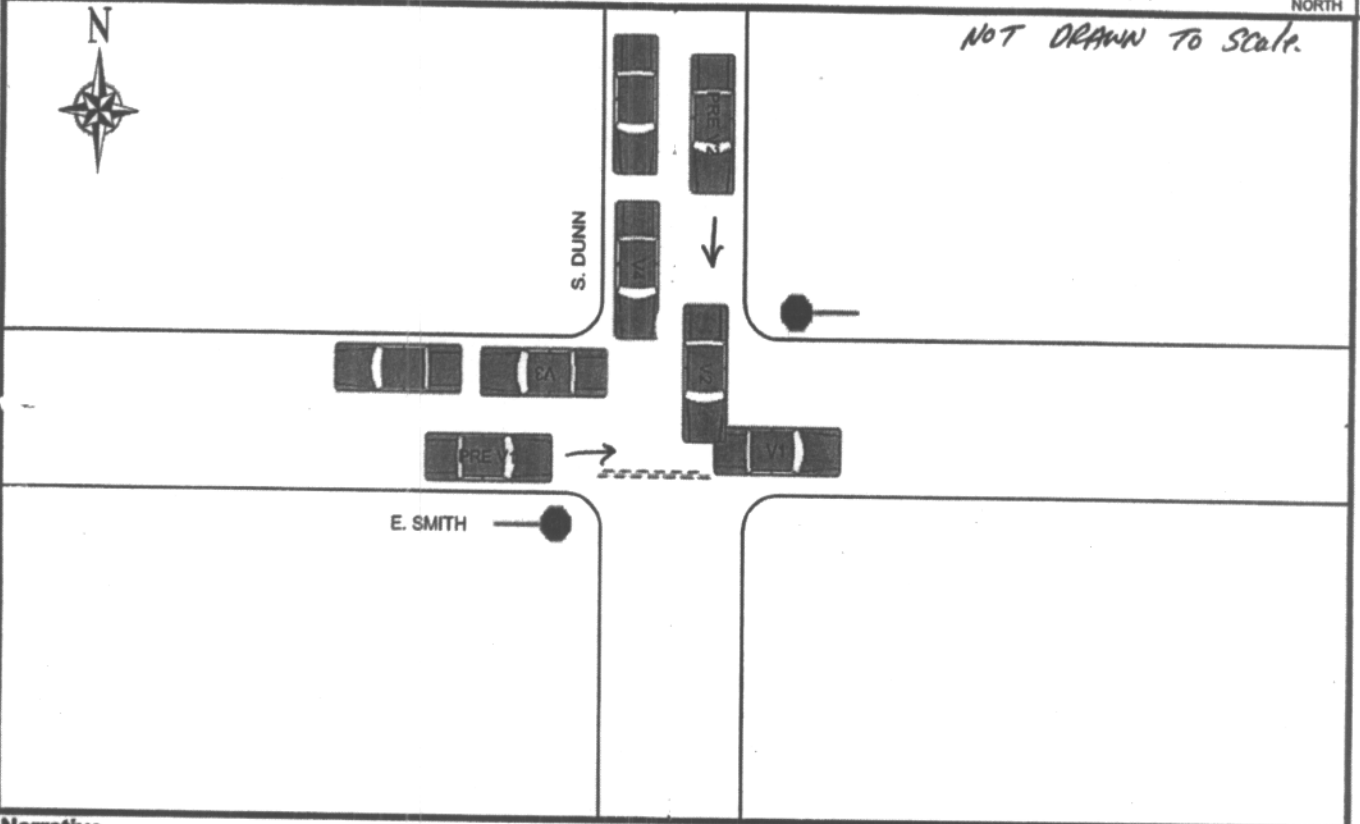 NORTH
N
NOT DRAWN TO Scale.
PRE V2
S. DUNN
V4
V3
V2
PRE V1
V1
E. SMITH
Narrative